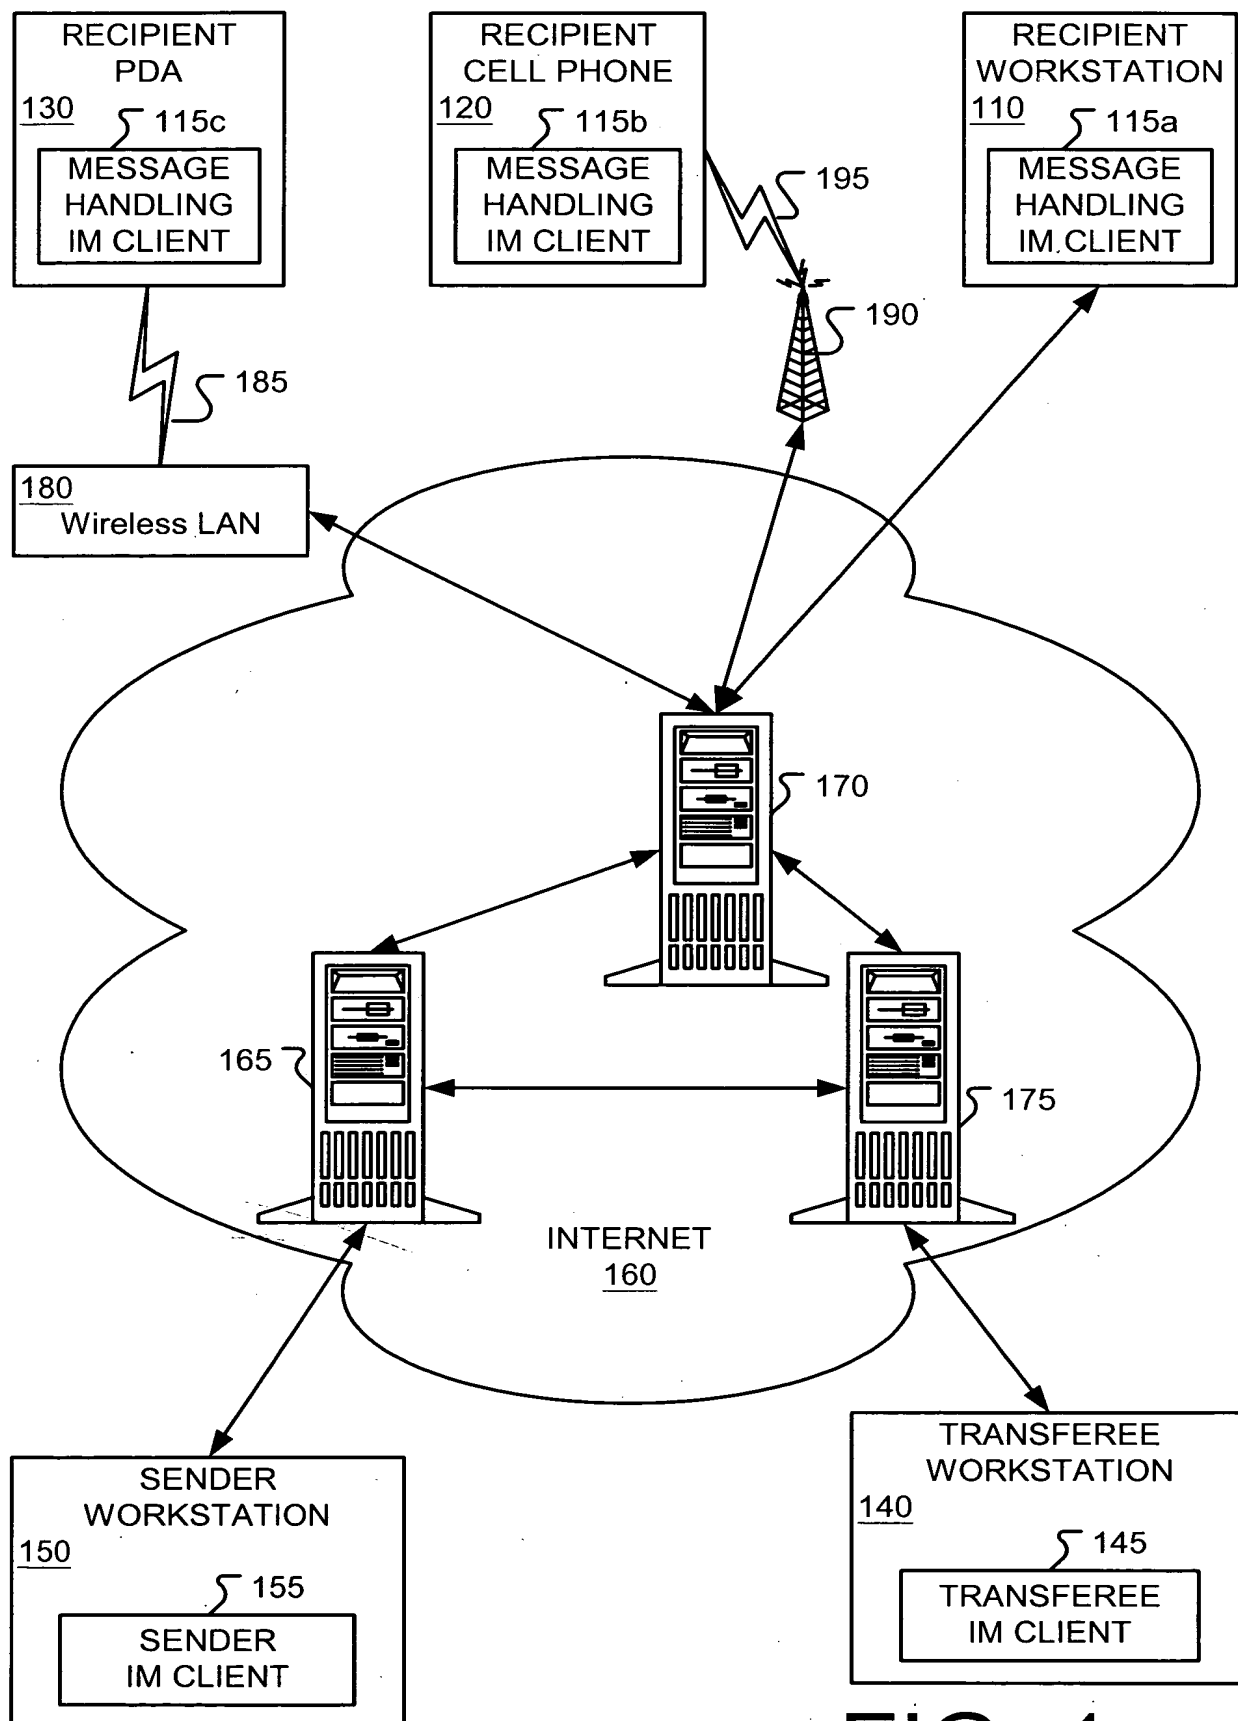 RECIPIENT
PDA
130
115c
MESSAGE
HANDLING
IM CLIENT
RECIPIENT
CELL PHONE
120
115b
MESSAGE
HANDLING
IM CLIENT
RECIPIENT
WORKSTATION
110
115a
MESSAGE
HANDLING
IM CLIENT
195
190
185
180
Wireless LAN
170
165
175
INTERNET
160
SENDER
WORKSTATION
150
155
SENDER
IM CLIENT
TRANSFEREE
WORKSTATION
140
145
TRANSFEREE
IM CLIENT